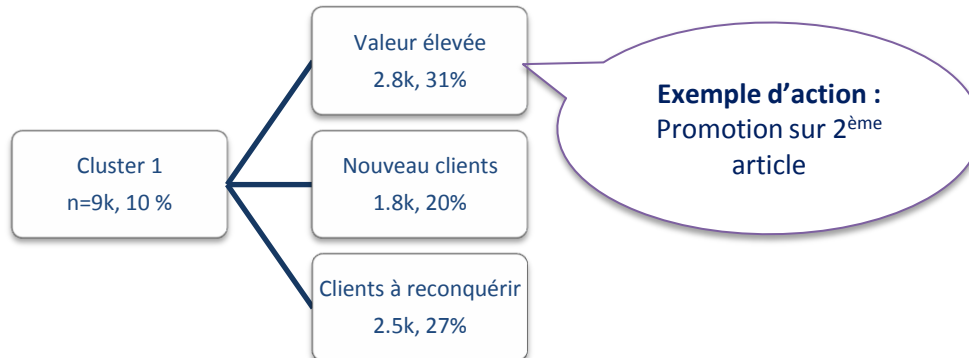 Valeur élevée
2.8k, 31%
Exemple d’action :
Promotion sur 2ème
article
Cluster 1
n=9k, 10 %
Nouveau clients
1.8k, 20%
Clients à reconquérir
2.5k, 27%